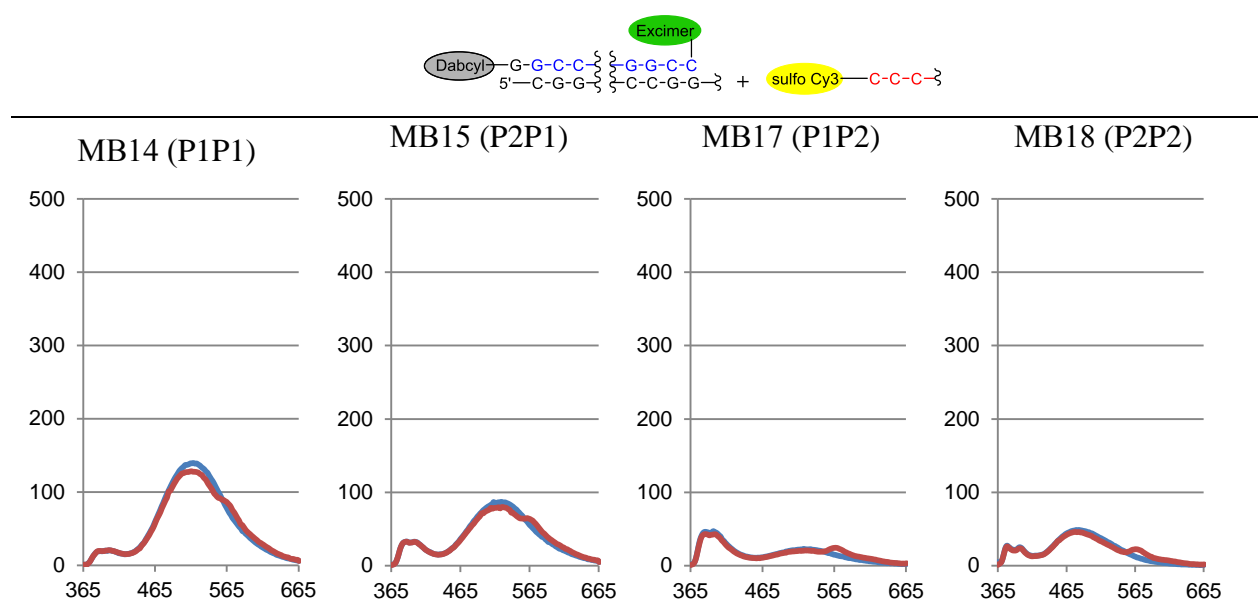 Excimer
Dabcyl G-G-C-C G-G-C-C
5' C-G-G C-C-G-G + sulfo Cy3 C-C-C
MB14 (P1P1) MB15 (P2P1) MB17 (P1P2) MB18 (P2P2)
500 500 500 500
400 400 400 400
300 300 300 300
200 200 200 200
100 100 100 100
0 0 0 0
365 465 565 665 365 465 565 665 365 465 565 665 365 465 565 665